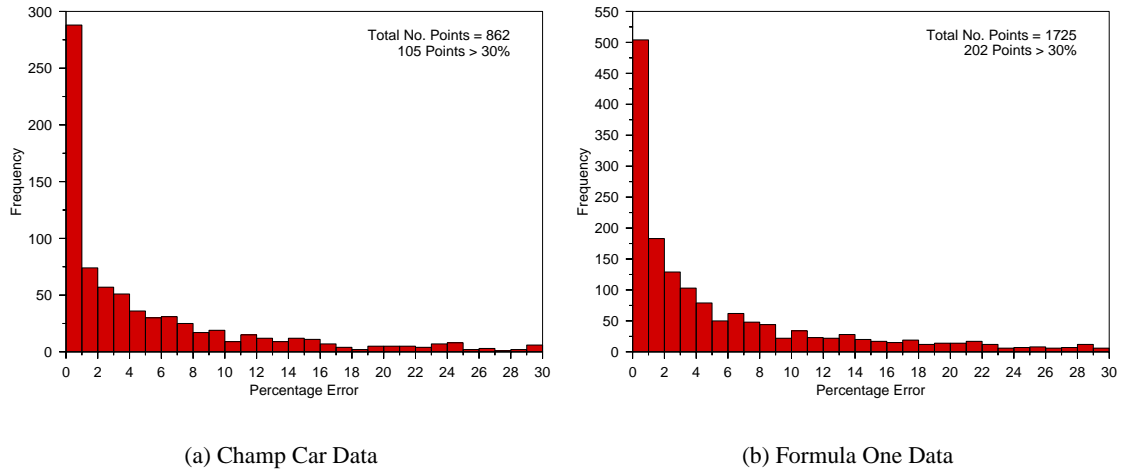 300
250
200
150
100
50
0
Frequency
Total No. Points = 862
105 Points > 30%
0 2 4 6 8 10 12 14 16 18 20 22 24 26 28 30
Percentage Error
(a) Champ Car Data
550
500
450
400
350
300
250
200
150
100
50
0
Frequency
Total No. Points = 1725
202 Points > 30%
0 2 4 6 8 10 12 14 16 18 20 22 24 26 28 30
Percentage Error
(b) Formula One Data